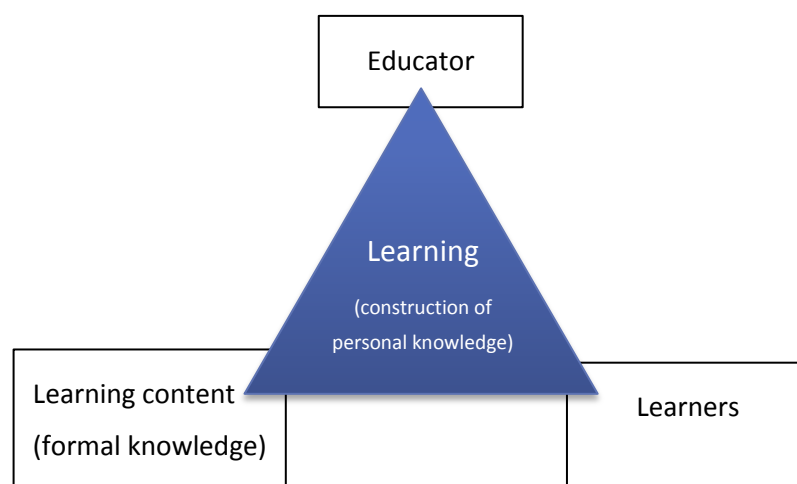 Educator
Learning
(construction of
personal knowledge)
Learning content
(formal knowledge)
Learners